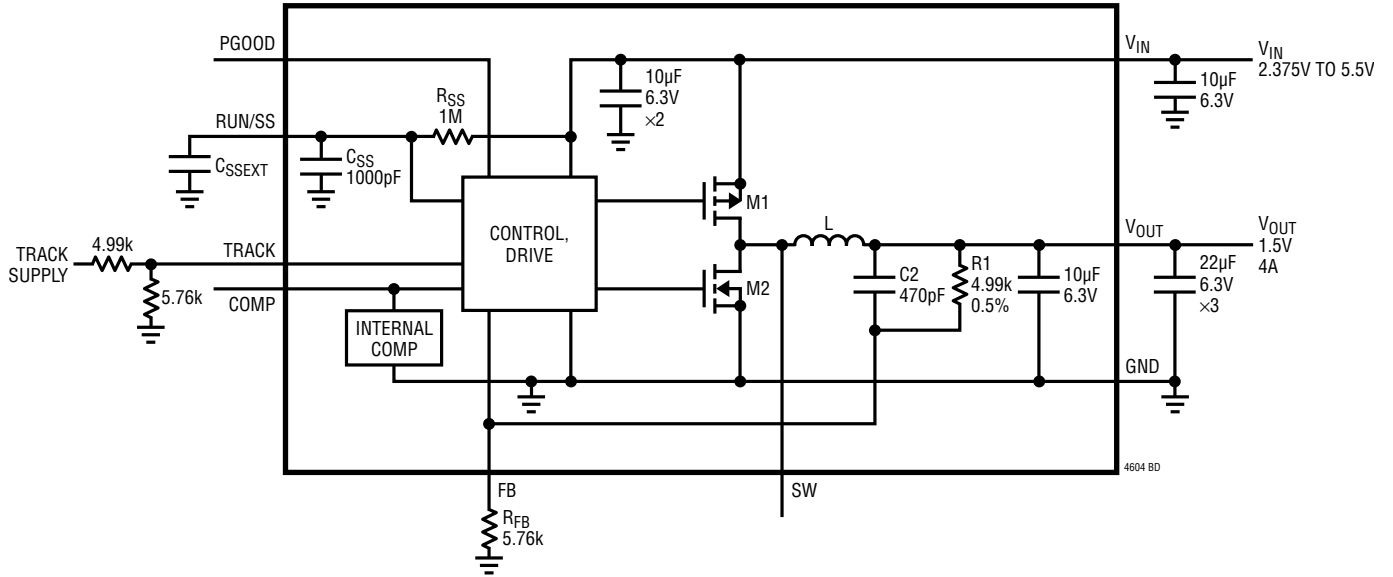 PGOOD
V_IN
V_IN
2.375V TO 5.5V
10µF
6.3V
×2
10µF
6.3V
R_SS
1M
RUN/SS
C_SSEXT
C_SS
1000pF
M1
L
V_OUT
V_OUT
1.5V
4A
CONTROL,
DRIVE
4.99k
TRACK
SUPPLY
TRACK
5.76k
COMP
M2
C2
470pF
R1
4.99k
0.5%
10µF
6.3V
22µF
6.3V
×3
INTERNAL
COMP
GND
4604 BD
FB
SW
R_FB
5.76k